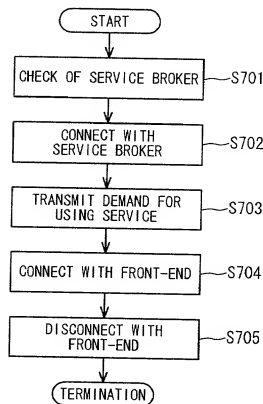 START
CHECK OF SERVICE BROKER
S701
CONNECT WITH
SERVICE BROKER
S702
TRANSMIT DEMAND FOR
USING SERVICE
S703
CONNECT WITH FRONT-END
S704
DISCONNECT WITH
FRONT-END
S705
TERMINATION